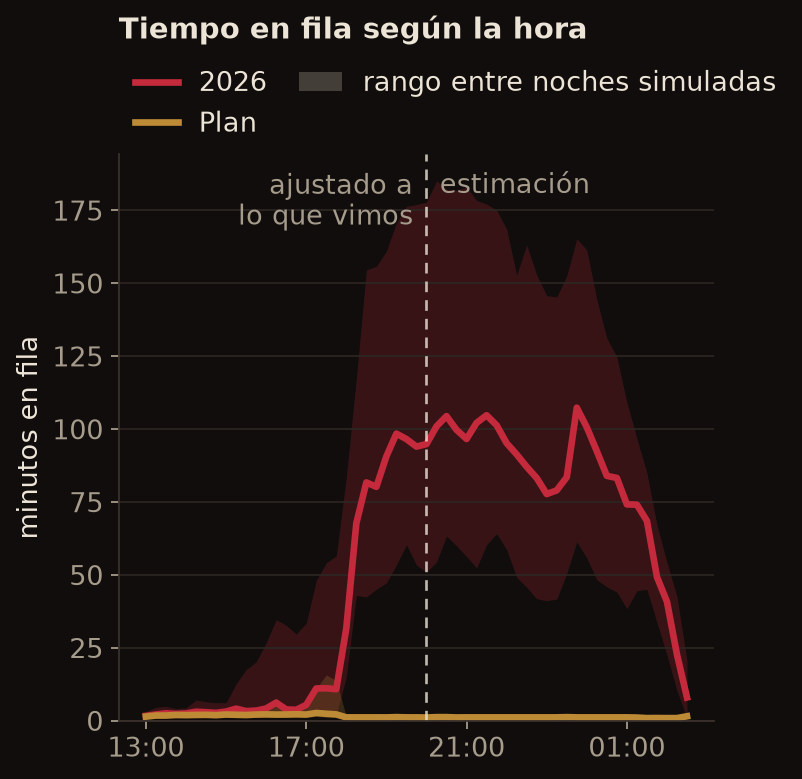 Tiempo en fila según la hora
2026
rango entre noches simuladas
Plan
ajustado a
lo que vimos
estimación
175
150
125
100
75
50
25
0
minutos en fila
13:00
17:00
21:00
01:00